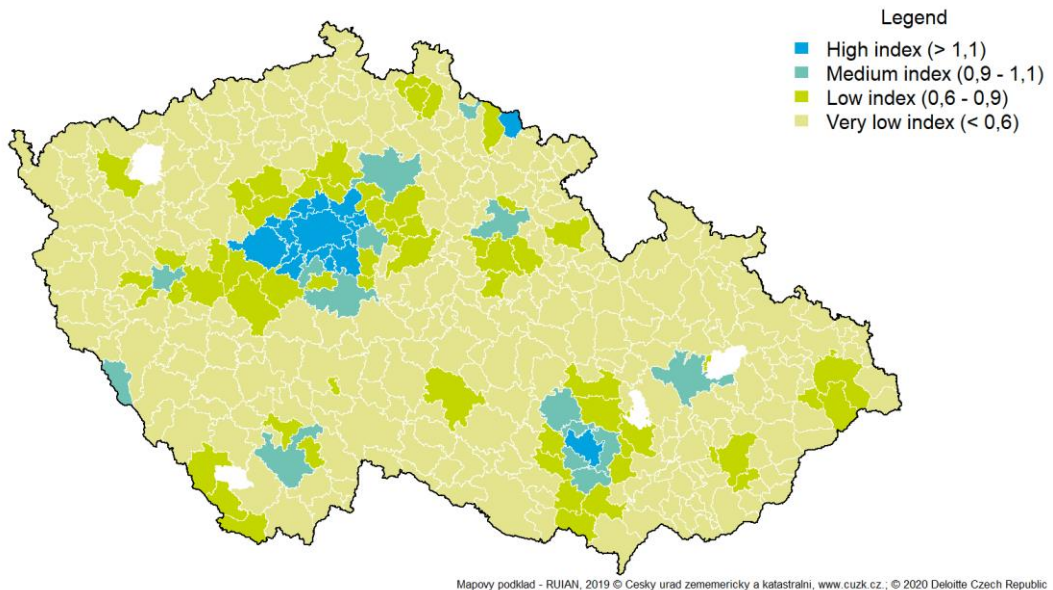 Legend
High index (> 1,1)
Medium index (0,9 - 1,1)
Low index (0,6 - 0,9)
Very low index (< 0,6)
Mapovy podklad - RUIAN, 2019 © Cesky urad zememericky a katastralni, www.cuzk.cz.; © 2020 Deloitte Czech Republic